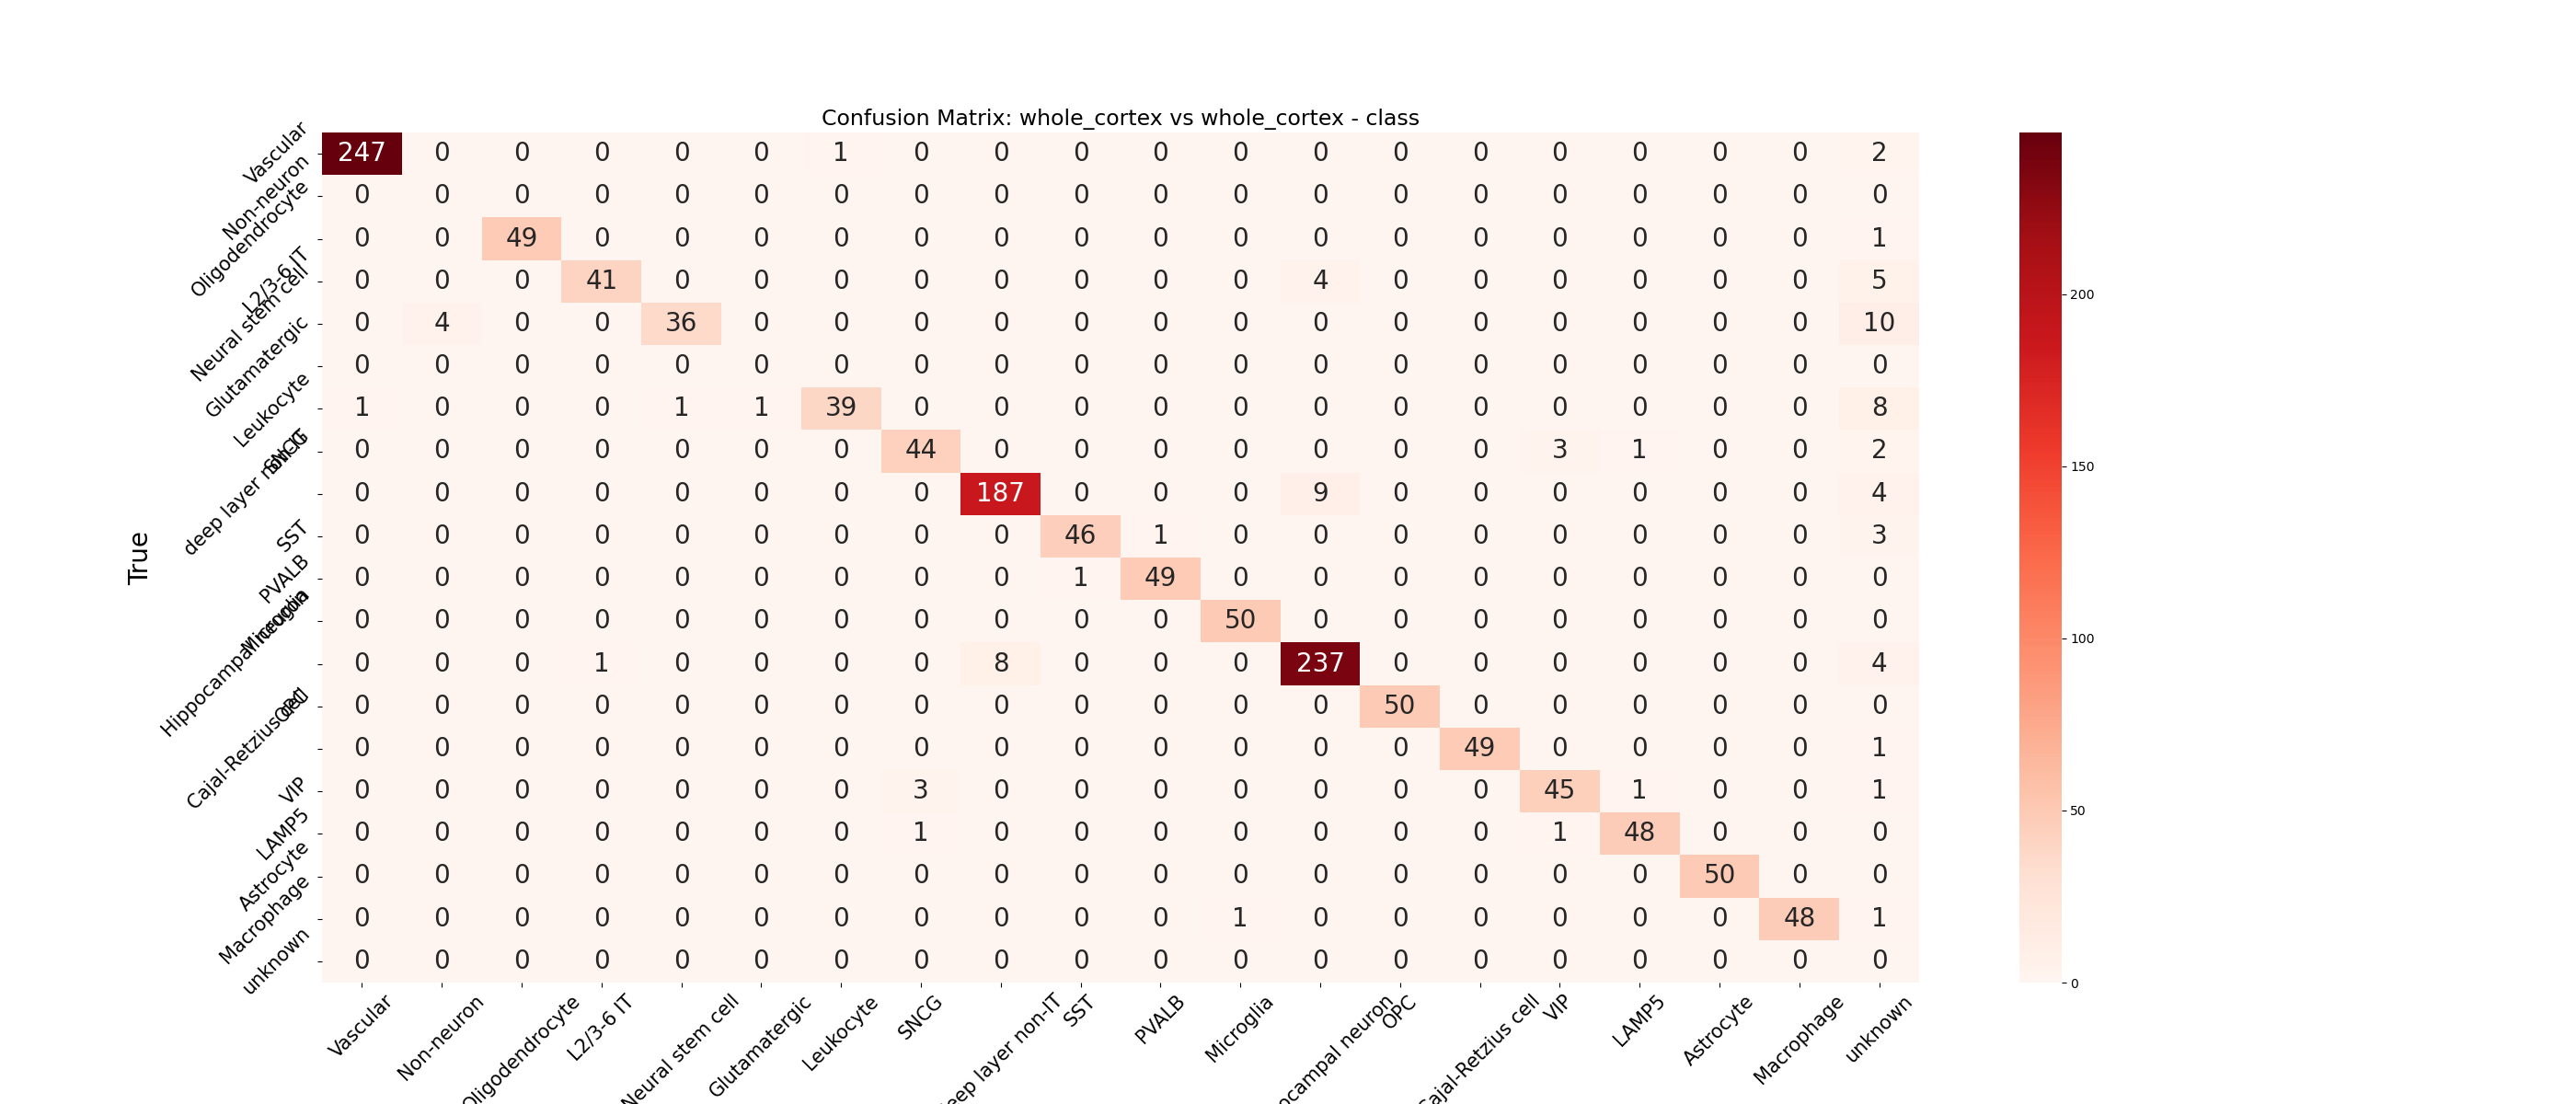 Confusion Matrix: whole_cortex vs whole_cortex - class
Vascular 247 0 0 0 0 0 1 0 0 0 0 0 0 0 0 0 0 0 0 2
Non-neuron 0 0 0 0 0 0 0 0 0 0 0 0 0 0 0 0 0 0 0 0
Oligodendrocyte 0 0 49 0 0 0 0 0 0 0 0 0 0 0 0 0 0 0 0 1
L2/3-6 IT 0 0 0 41 0 0 0 0 0 0 0 0 4 0 0 0 0 0 0 5
Neural stem cell 0 4 0 0 36 0 0 0 0 0 0 0 0 0 0 0 0 0 0 10
Glutamatergic 0 0 0 0 0 0 0 0 0 0 0 0 0 0 0 0 0 0 0 0
Leukocyte 1 0 0 0 1 1 39 0 0 0 0 0 0 0 0 0 0 0 0 8
SNCG 0 0 0 0 0 0 0 44 0 0 0 0 0 0 0 3 1 0 0 2
deep layer non-IT 0 0 0 0 0 0 0 0 187 0 0 0 9 0 0 0 0 0 0 4
SST 0 0 0 0 0 0 0 0 0 46 1 0 0 0 0 0 0 0 0 3
PVALB 0 0 0 0 0 0 0 0 0 1 49 0 0 0 0 0 0 0 0 0
Microglia 0 0 0 0 0 0 0 0 0 0 0 50 0 0 0 0 0 0 0 0
Hippocampal neuron 0 0 0 1 0 0 0 0 8 0 0 0 237 0 0 0 0 0 0 4
OPC 0 0 0 0 0 0 0 0 0 0 0 0 0 50 0 0 0 0 0 0
Cajal-Retzius cell 0 0 0 0 0 0 0 0 0 0 0 0 0 0 49 0 0 0 0 1
VIP 0 0 0 0 0 0 0 3 0 0 0 0 0 0 0 45 1 0 0 1
LAMP5 0 0 0 0 0 0 0 1 0 0 0 0 0 0 0 1 48 0 0 0
Astrocyte 0 0 0 0 0 0 0 0 0 0 0 0 0 0 0 0 0 50 0 0
Macrophage 0 0 0 0 0 0 0 0 0 0 0 1 0 0 0 0 0 0 48 1
unknown 0 0 0 0 0 0 0 0 0 0 0 0 0 0 0 0 0 0 0 0
True
Vascular Non-neuron Oligodendrocyte L2/3-6 IT Neural stem cell Glutamatergic Leukocyte SNCG eep layer non-IT SST PVALB Microglia ocampal neuron OPC Cajal-Retzius cell VIP LAMP5 Astrocyte Macrophage unknown
200
150
100
50
0